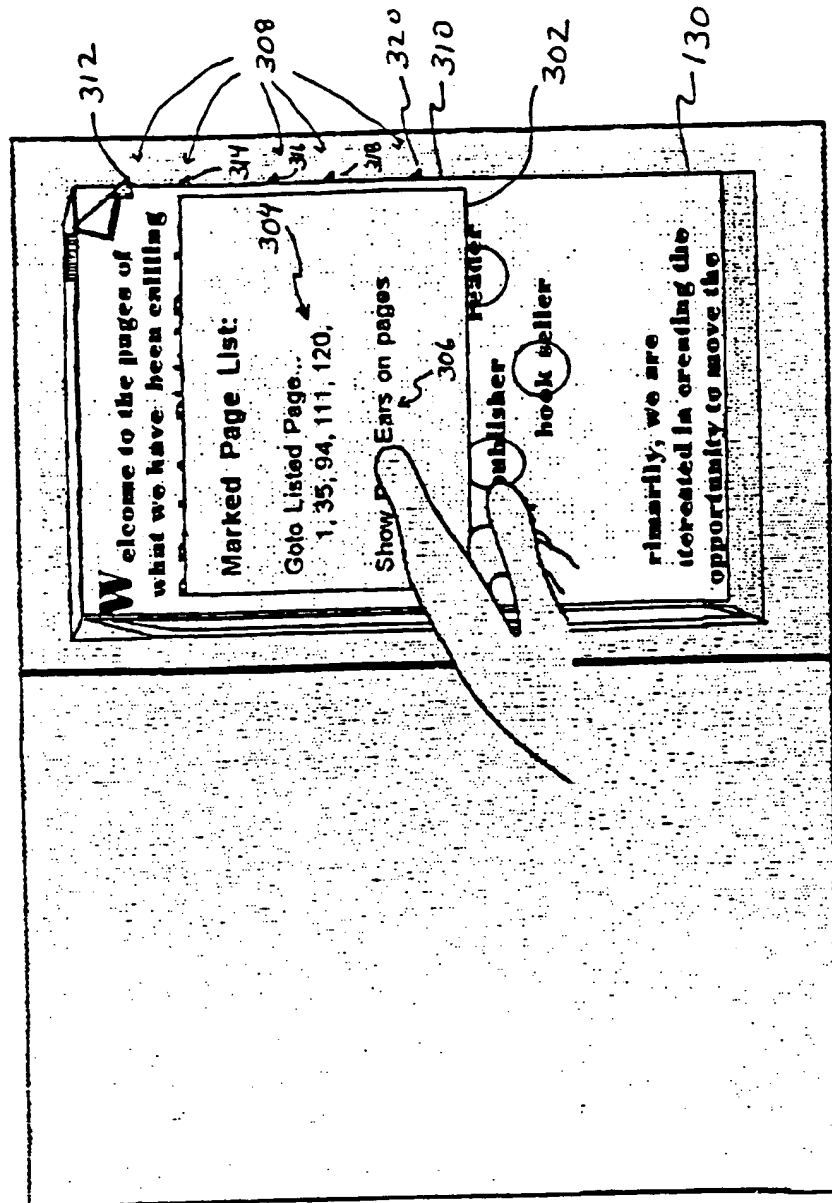 Welcome to the pages of
what we have been callling
Marked Page List:
Goto Listed Page...
1, 35, 94, 111, 120,
Show Ears on pages
reader
ublisher
book seller
rimarily, we are
iterested in creating the
opportunity to move the
312
308
314
316
318
320
310
302
304
306
130